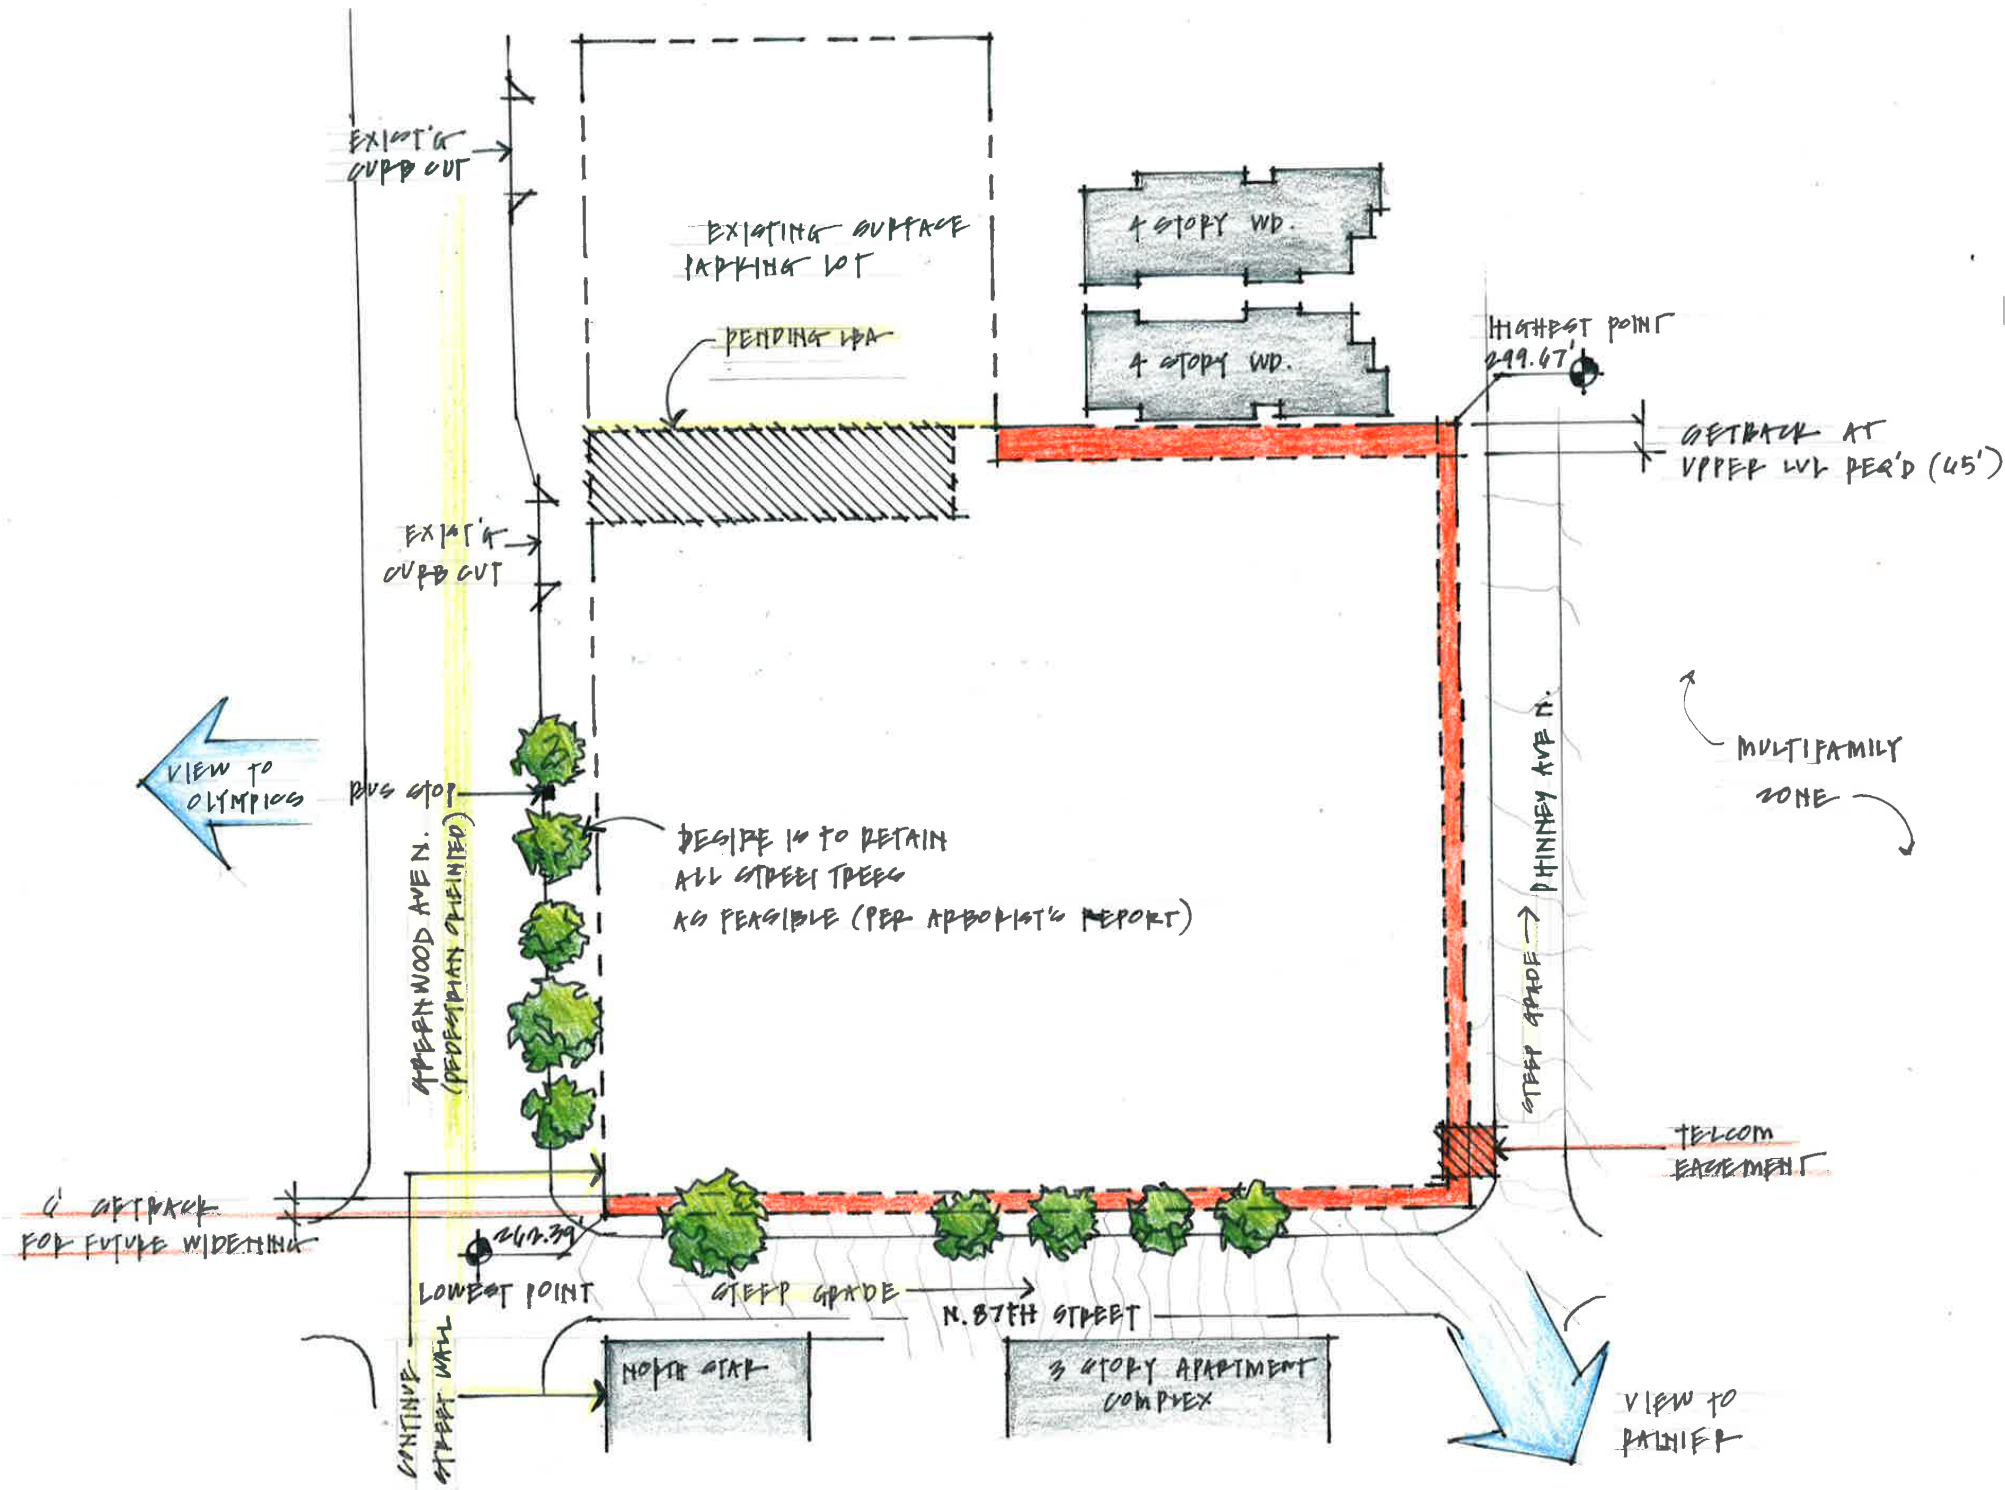 EXIST'G
CURB CUT
EXISTING SURFACE
PARKING LOT
PENDING LBA
4 STORY WD.
4 STORY WD.
HIGHEST POINT
299.47'
SETBACK AT
UPPER LVL REQ'D (45')
EXIST'G
CURB CUT
VIEW TO
OLYMPICS
BUS STOP
GREENWOOD AVE N.
(PEDESTRIAN ORIENTED)
DESIRE IS TO RETAIN
ALL STREET TREES
AS FEASIBLE (PER ARBORIST'S REPORT)
PHINNEY AVE N.
STEEP GRADE
MULTIFAMILY
ZONE
TELCOM
EASEMENT
SETBACK
FOR FUTURE WIDENING
242.39'
LOWEST POINT
STEEP GRADE
N. 87TH STREET
CONTINUE
STREET WALL
NORTH STAR
3 STORY APARTMENT
COMPLEX
VIEW TO
RAINIER